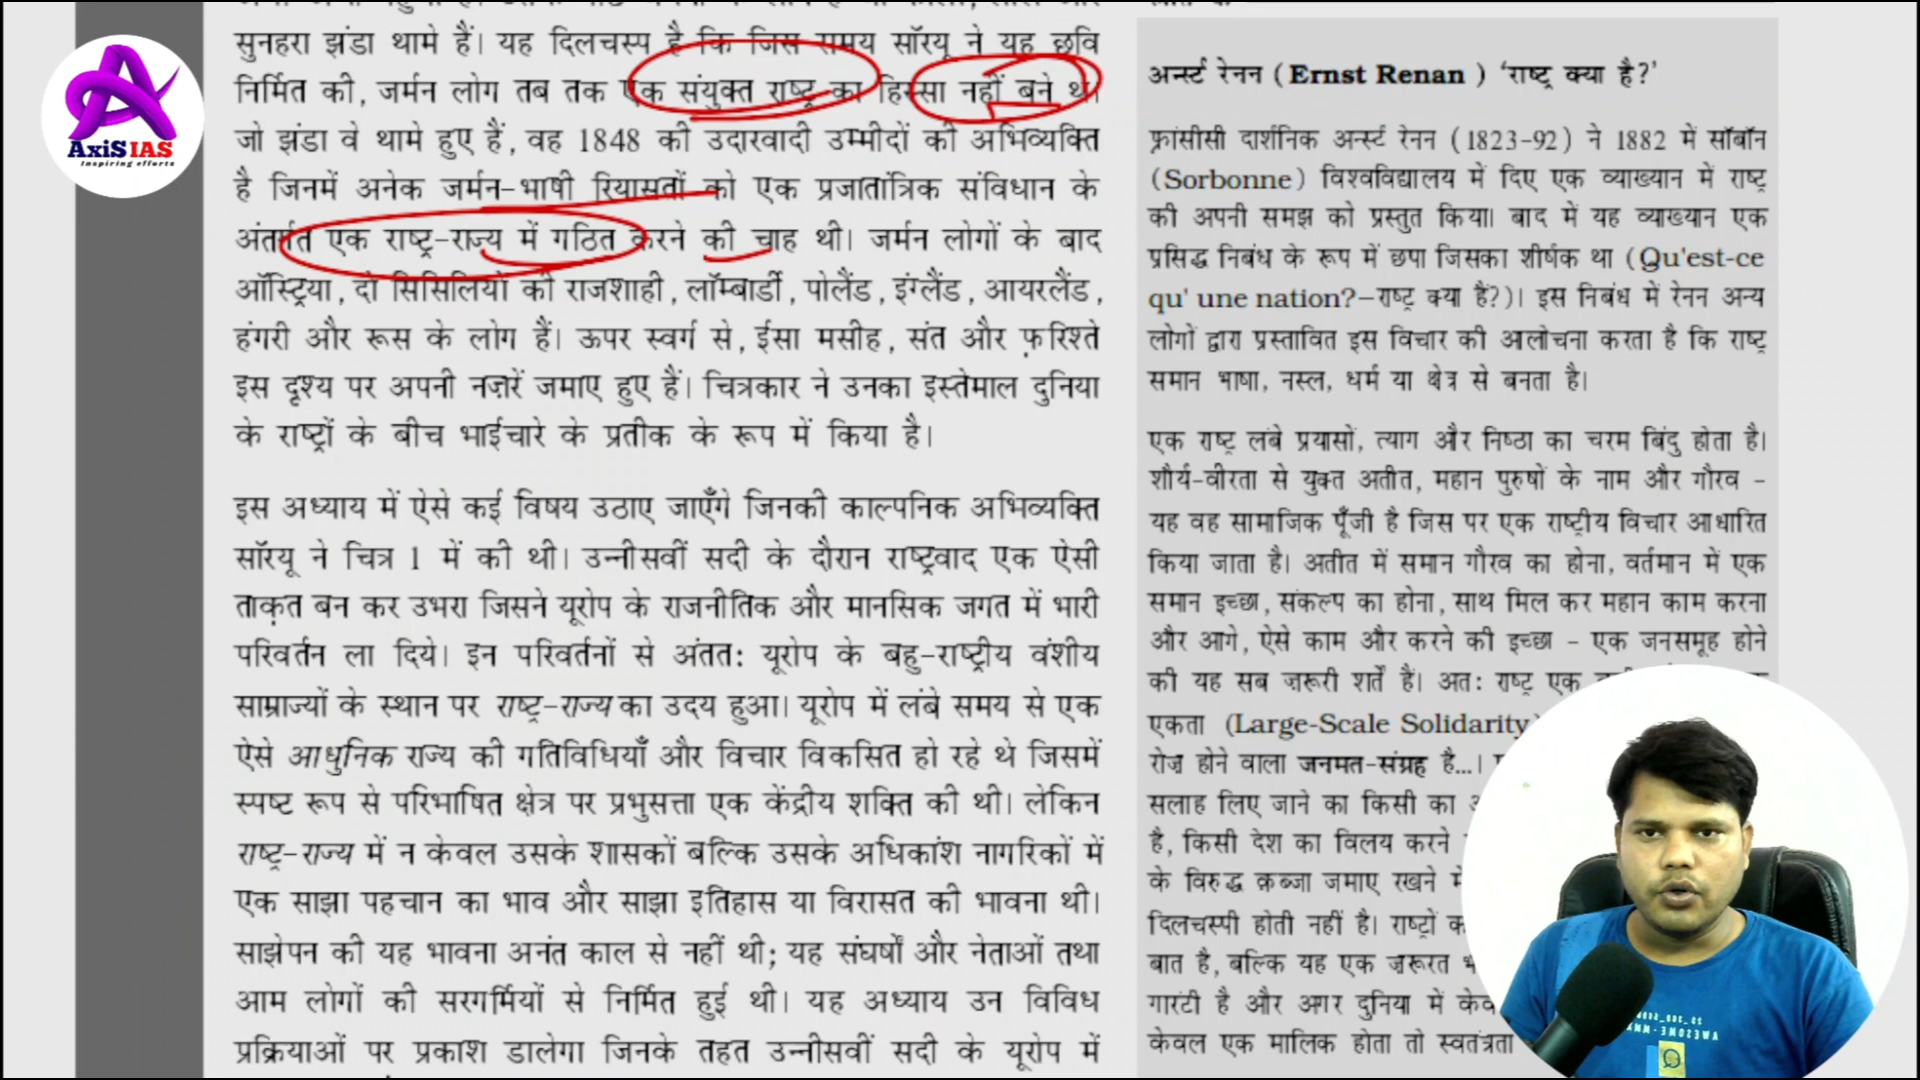 AxiS IAS
Inspiring efforts
सुनहरा झंडा थामे हैं। यह दिलचस्प है कि जिस समय सॉरयू ने यह छवि
निर्मित की, जर्मन लोग तब तक एक संयुक्त राष्ट्र का हिस्सा नहीं बने थे।
जो झंडा वे थामे हुए हैं, वह 1848 की उदारवादी उम्मीदों की अभिव्यक्ति
है जिनमें अनेक जर्मन-भाषी रियासतों को एक प्रजातांत्रिक संविधान के
अंतर्गत एक राष्ट्र-राज्य में गठित करने की चाह थी। जर्मन लोगों के बाद
ऑस्ट्रिया, दो सिसिलियों की राजशाही, लॉम्बार्डी, पोलैंड, इंग्लैंड, आयरलैंड,
हंगरी और रूस के लोग हैं। ऊपर स्वर्ग से, ईसा मसीह, संत और फ़रिश्ते
इस दृश्य पर अपनी नज़रें जमाए हुए हैं। चित्रकार ने उनका इस्तेमाल दुनिया
के राष्ट्रों के बीच भाईचारे के प्रतीक के रूप में किया है।
इस अध्याय में ऐसे कई विषय उठाए जाएँगे जिनकी काल्पनिक अभिव्यक्ति
सॉरयू ने चित्र 1 में की थी। उन्नीसवीं सदी के दौरान राष्ट्रवाद एक ऐसी
ताक़त बन कर उभरा जिसने यूरोप के राजनीतिक और मानसिक जगत में भारी
परिवर्तन ला दिये। इन परिवर्तनों से अंततः यूरोप के बहु-राष्ट्रीय वंशीय
साम्राज्यों के स्थान पर राष्ट्र-राज्य का उदय हुआ। यूरोप में लंबे समय से एक
ऐसे आधुनिक राज्य की गतिविधियाँ और विचार विकसित हो रहे थे जिसमें
स्पष्ट रूप से परिभाषित क्षेत्र पर प्रभुसत्ता एक केंद्रीय शक्ति की थी। लेकिन
राष्ट्र-राज्य में न केवल उसके शासकों बल्कि उसके अधिकांश नागरिकों में
एक साझा पहचान का भाव और साझा इतिहास या विरासत की भावना थी।
साझेपन की यह भावना अनंत काल से नहीं थी; यह संघर्षों और नेताओं तथा
आम लोगों की सरगर्मियों से निर्मित हुई थी। यह अध्याय उन विविध
प्रक्रियाओं पर प्रकाश डालेगा जिनके तहत उन्नीसवीं सदी के यूरोप में
अर्न्स्ट रेनन ( Ernst Renan ) 'राष्ट्र क्या है?'
फ़्रांसीसी दार्शनिक अर्न्स्ट रेनन (1823-92) ने 1882 में सॉबॉन
(Sorbonne) विश्वविद्यालय में दिए एक व्याख्यान में राष्ट्र
की अपनी समझ को प्रस्तुत किया। बाद में यह व्याख्यान एक
प्रसिद्ध निबंध के रूप में छपा जिसका शीर्षक था (Qu'est-ce
qu' une nation?–राष्ट्र क्या हैं?)। इस निबंध में रेनन अन्य
लोगों द्वारा प्रस्तावित इस विचार की आलोचना करता है कि राष्ट्र
समान भाषा, नस्ल, धर्म या क्षेत्र से बनता है।
एक राष्ट्र लंबे प्रयासों, त्याग और निष्ठा का चरम बिंदु होता है।
शौर्य-वीरता से युक्त अतीत, महान पुरुषों के नाम और गौरव -
यह वह सामाजिक पूँजी है जिस पर एक राष्ट्रीय विचार आधारित
किया जाता है। अतीत में समान गौरव का होना, वर्तमान में एक
समान इच्छा, संकल्प का होना, साथ मिल कर महान काम करना
और आगे, ऐसे काम और करने की इच्छा - एक जनसमूह होने
की यह सब ज़रूरी शर्तें हैं। अतः राष्ट्र एक
एकता (Large-Scale Solidarity)
रोज़ होने वाला जनमत-संग्रह है...।
सलाह लिए जाने का किसी का
है, किसी देश का विलय करने
के विरुद्ध क़ब्ज़ा जमाए रखने में
दिलचस्पी होती नहीं है। राष्ट्रों
बात है, बल्कि यह एक ज़रूरत
गारंटी है और अगर दुनिया में
केवल एक मालिक होता तो स्वतंत्रता